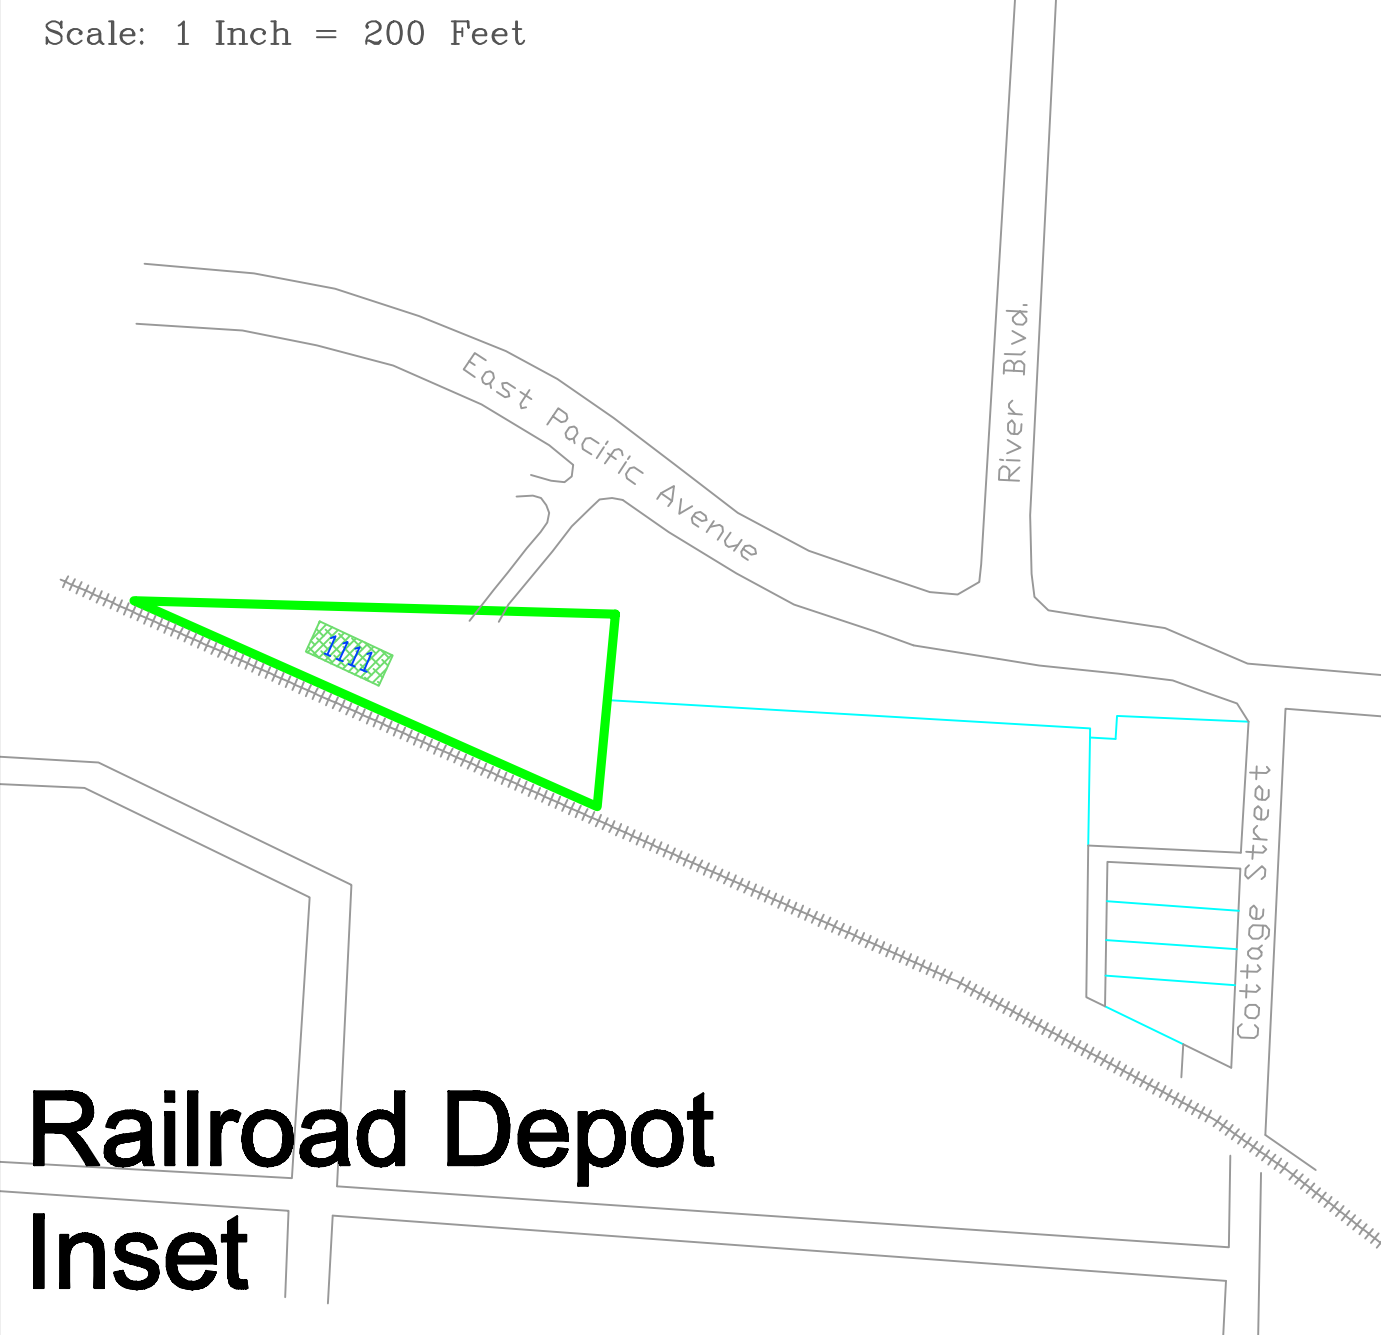 Scale: 1 Inch = 200 Feet
River Blvd.
East Pacific Avenue
1111
Cottage Street
Railroad Depot
Inset